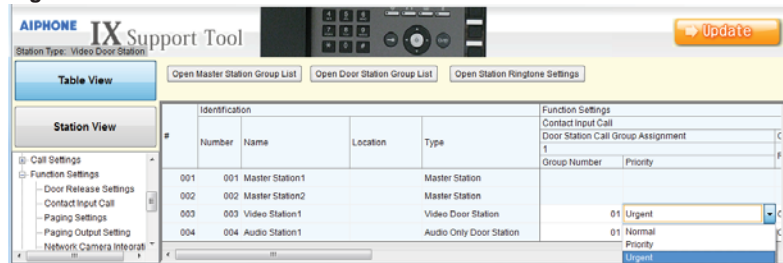 AIPHONE IX Support Tool
Station Type: Video Door Station
Update
Table View
Open Master Station Group List
Open Door Station Group List
Open Station Ringtone Settings
Station View
Identification
Function Settings
Contact Input Call
Door Station Call Group Assignment
#
Number
Name
Location
Type
1
Group Number
Priority
Call Settings
Function Settings
Door Release Settings
Contact Input Call
Paging Settings
Paging Output Setting
Network Camera Integrati
001 001 Master Station1 Master Station
002 002 Master Station2 Master Station
003 003 Video Station1 Video Door Station 01 Urgent
004 004 Audio Station1 Audio Only Door Station 01 Normal
Priority
Urgent